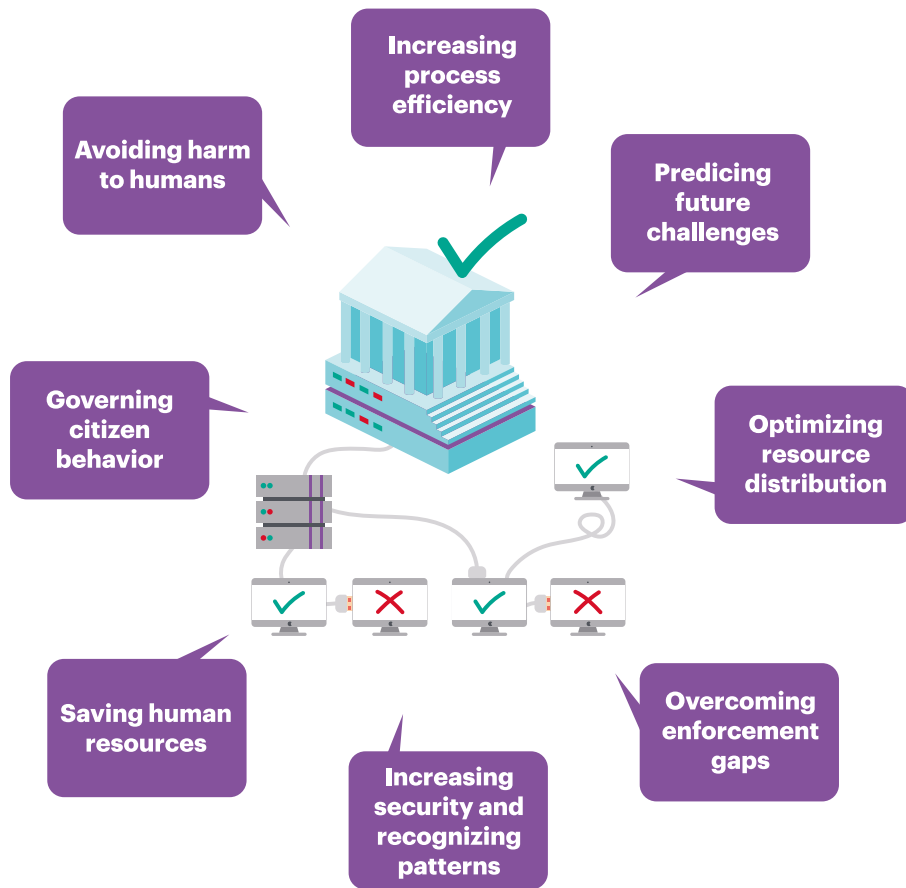 Increasing
process
efficiency
Avoiding harm
to humans
Predicing
future
challenges
Governing
citizen
behavior
Optimizing
resource
distribution
Saving human
resources
Overcoming
enforcement
gaps
Increasing
security and
recognizing
patterns